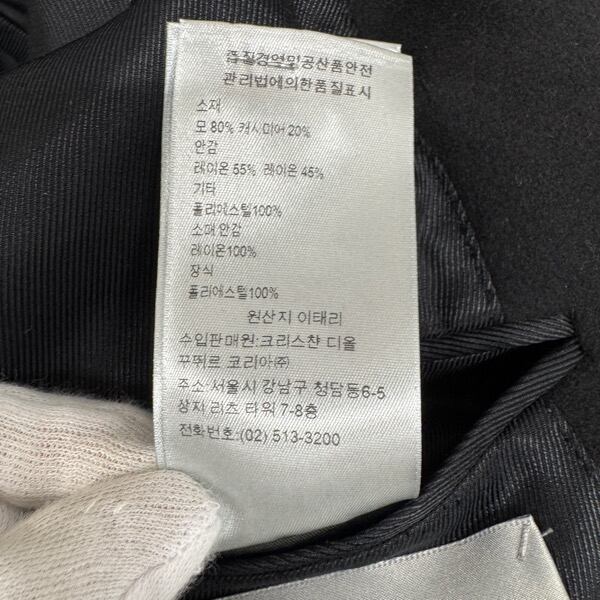 품질경영및공산품안전
관리법에의한품질표시
소재
모 80% 캐시미어 20%
안감
레이온 55% 레이온 45%
기타
폴리에스텔100%
소매 안감
레이온100%
장식
폴리에스텔100%
원산지 이태리
수입판매원:크리스챤 디올
꾸뛰르 코리아㈜
주소:서울시 강남구 청담동6-5
상지 리츠 타워 7-8층
전화번호:(02) 513-3200